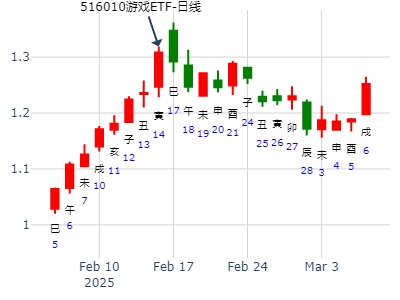 516010游戏ETF-日线
1.3
1.2
1.1
1
巳
5
午
6
未
7
戌
10
亥
11
子
12
丑
13
寅
14
巳
17
午
18
未
19
申
20
酉
21
子
24
丑
25
寅
26
卯
27
辰
28
未
3
申
4
酉
5
戌
6
Feb 10
2025
Feb 17
Feb 24
Mar 3